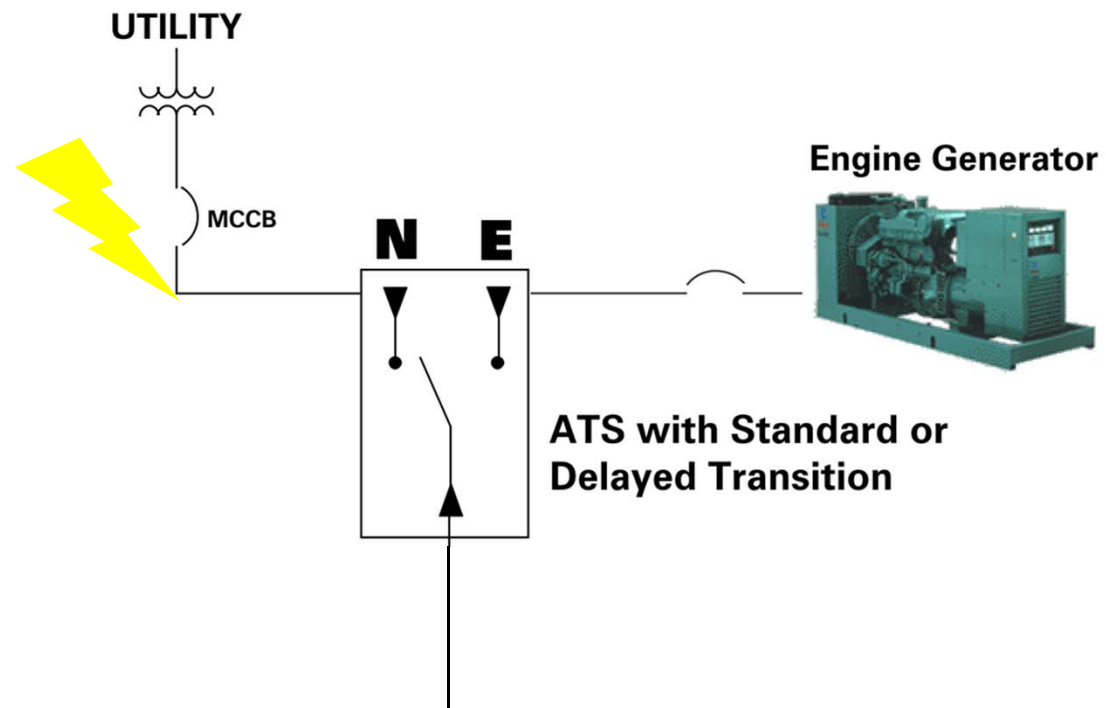 UTILITY
MCCB
N E
Engine Generator
ATS with Standard or
Delayed Transition